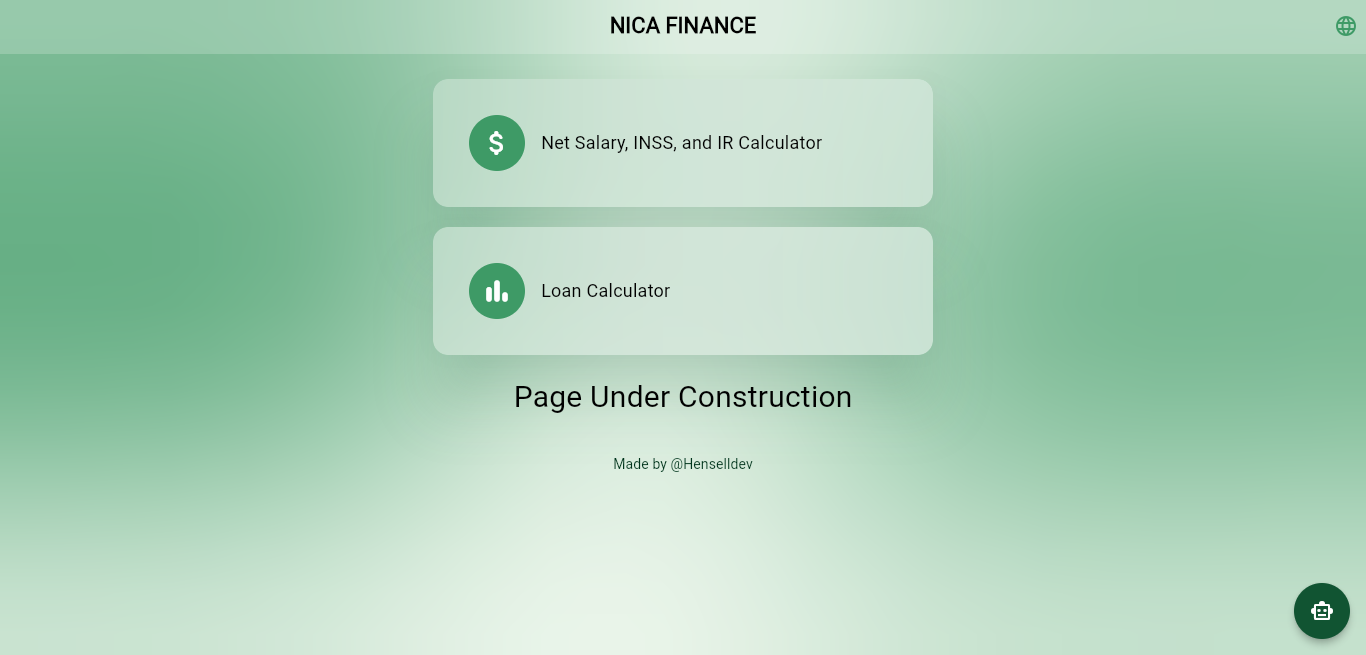 NICA FINANCE
Net Salary, INSS, and IR Calculator
Loan Calculator
Page Under Construction
Made by @Henselldev